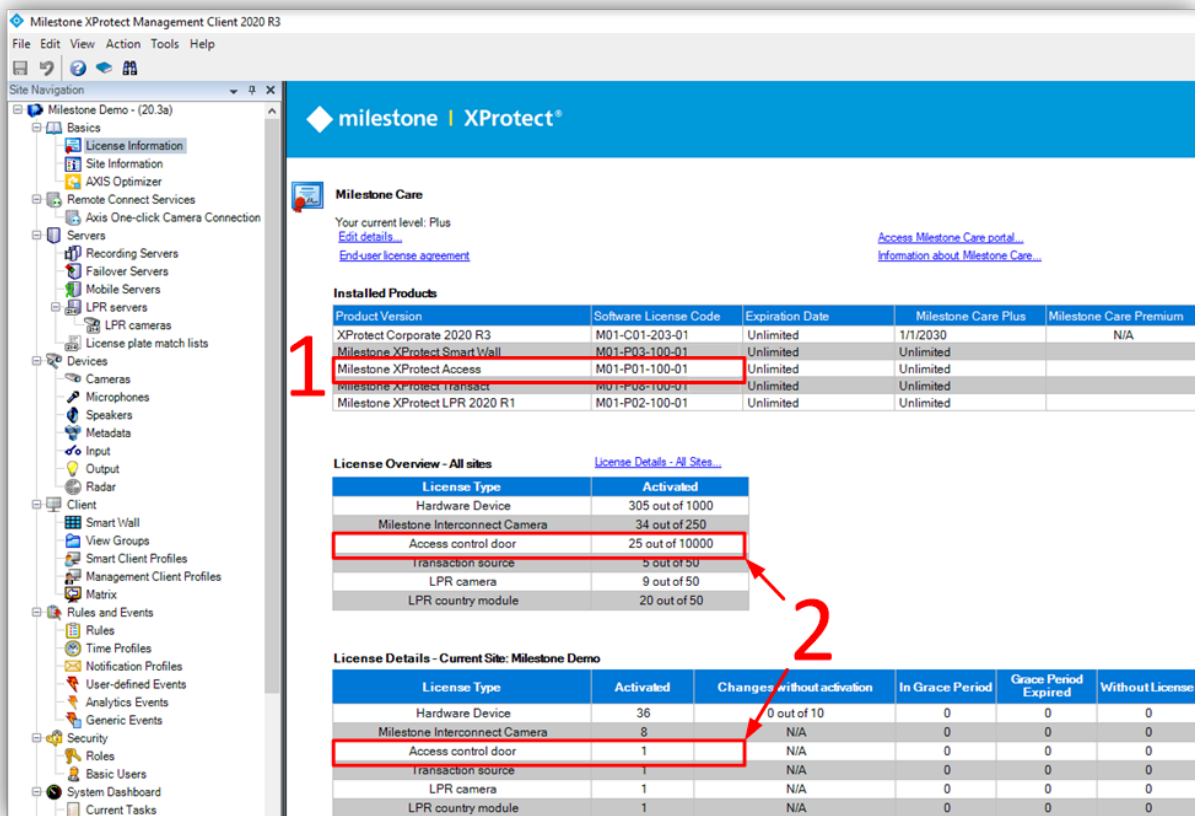 Milestone XProtect Management Client 2020 R3
File Edit View Action Tools Help
Site Navigation
Milestone Demo - (20.3a)
Basics
License Information
Site Information
AXIS Optimizer
Remote Connect Services
Axis One-click Camera Connection
Servers
Recording Servers
Failover Servers
Mobile Servers
LPR servers
LPR cameras
License plate match lists
Devices
Cameras
Microphones
Speakers
Metadata
Input
Output
Radar
Client
Smart Wall
View Groups
Smart Client Profiles
Management Client Profiles
Matrix
Rules and Events
Rules
Time Profiles
Notification Profiles
User-defined Events
Analytics Events
Generic Events
Security
Roles
Basic Users
System Dashboard
Current Tasks
milestone | XProtect®
Milestone Care
Your current level: Plus
Edit details... Access Milestone Care portal...
End-user license agreement Information about Milestone Care...
Installed Products
Product Version Software License Code Expiration Date Milestone Care Plus Milestone Care Premium
XProtect Corporate 2020 R3 M01-C01-203-01 Unlimited 1/1/2030 N/A
Milestone XProtect Smart Wall M01-P03-100-01 Unlimited Unlimited
1
Milestone XProtect Access M01-P01-100-01 Unlimited Unlimited
Milestone XProtect Transact M01-P08-100-01 Unlimited Unlimited
Milestone XProtect LPR 2020 R1 M01-P02-100-01 Unlimited Unlimited
License Overview - All sites License Details - All Sites...
License Type Activated
Hardware Device 305 out of 1000
Milestone Interconnect Camera 34 out of 250
Access control door 25 out of 10000
Transaction source 5 out of 50
LPR camera 9 out of 50
LPR country module 20 out of 50
2
License Details - Current Site: Milestone Demo
License Type Activated Changes without activation In Grace Period Grace Period Expired Without License
Hardware Device 36 0 out of 10 0 0 0
Milestone Interconnect Camera 8 N/A 0 0 0
Access control door 1 N/A 0 0 0
Transaction source 1 N/A 0 0 0
LPR camera 1 N/A 0 0 0
LPR country module 1 N/A 0 0 0